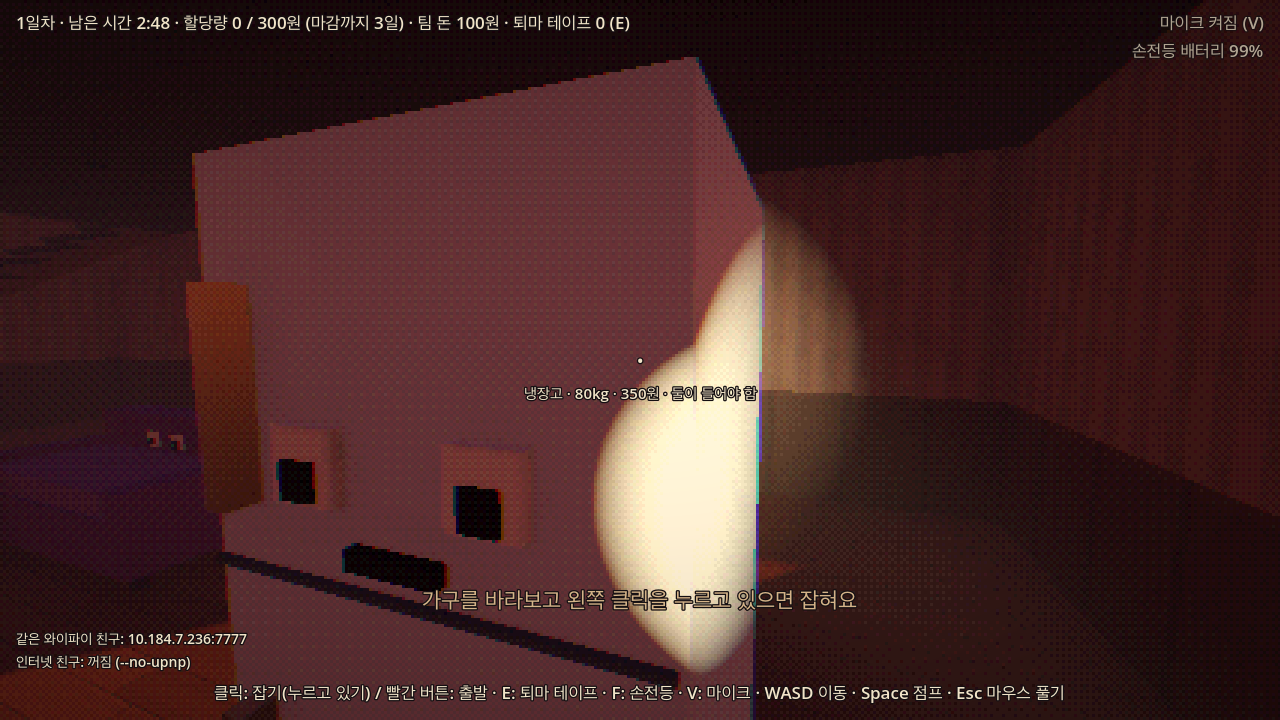 1일차 · 남은 시간 2:48 · 할당량 0 / 300원 (마감까지 3일) · 팀 돈 100원 · 퇴마 테이프 0 (E)
마이크 켜짐 (V)
손전등 배터리 99%
냉장고 · 80kg · 350원 · 둘이 들어야 함
가구를 바라보고 왼쪽 클릭을 누르고 있으면 잡혀요
같은 와이파이 친구: 10.184.7.236:7777
인터넷 친구: 꺼짐 (--no-upnp)
클릭: 잡기(누르고 있기) / 빨간 버튼: 출발 · E: 퇴마 테이프 · F: 손전등 · V: 마이크 · WASD 이동 · Space 점프 · Esc 마우스 풀기